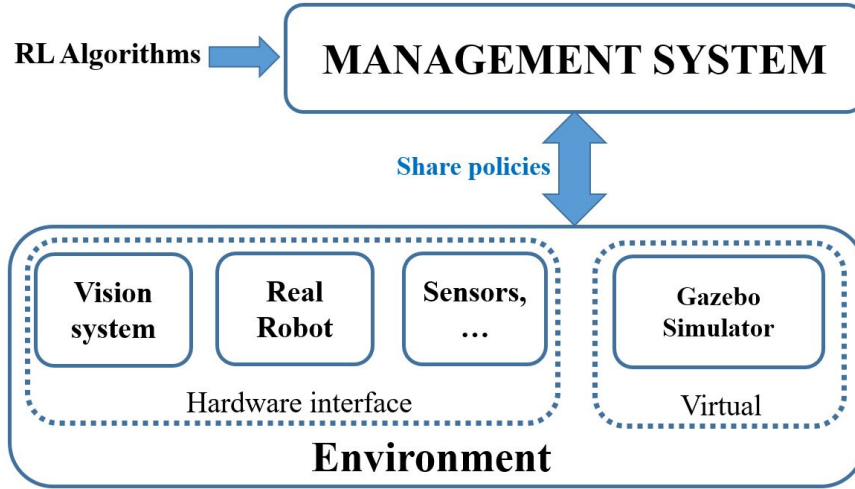 RL Algorithms
MANAGEMENT SYSTEM
Share policies
Vision
system
Real
Robot
Sensors,
…
Gazebo
Simulator
Hardware interface
Virtual
Environment